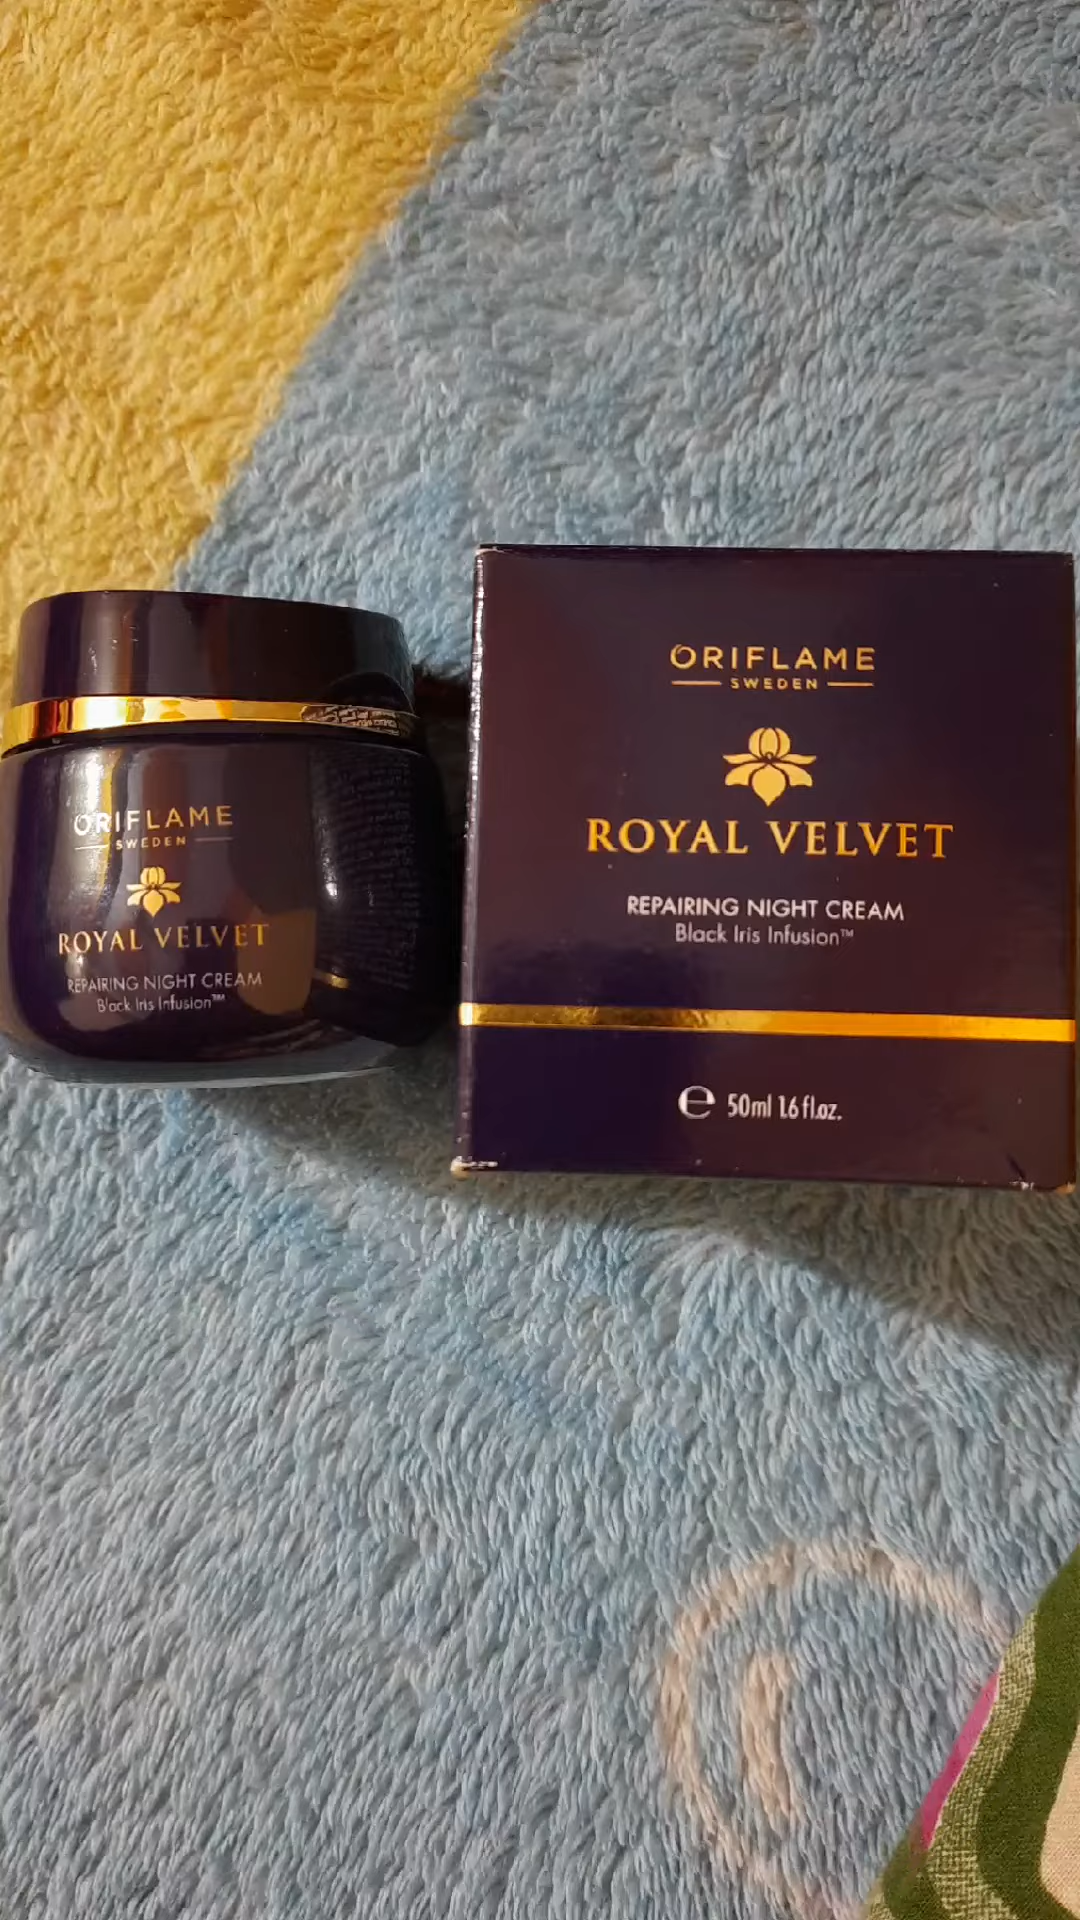 ORIFLAME
SWEDEN
ROYAL VELVET
REPAIRING NIGHT CREAM
Black Iris Infusion™
ORIFLAME
SWEDEN
ROYAL VELVET
REPAIRING NIGHT CREAM
Black Iris Infusion™
e 50ml 1.6 fl.oz.